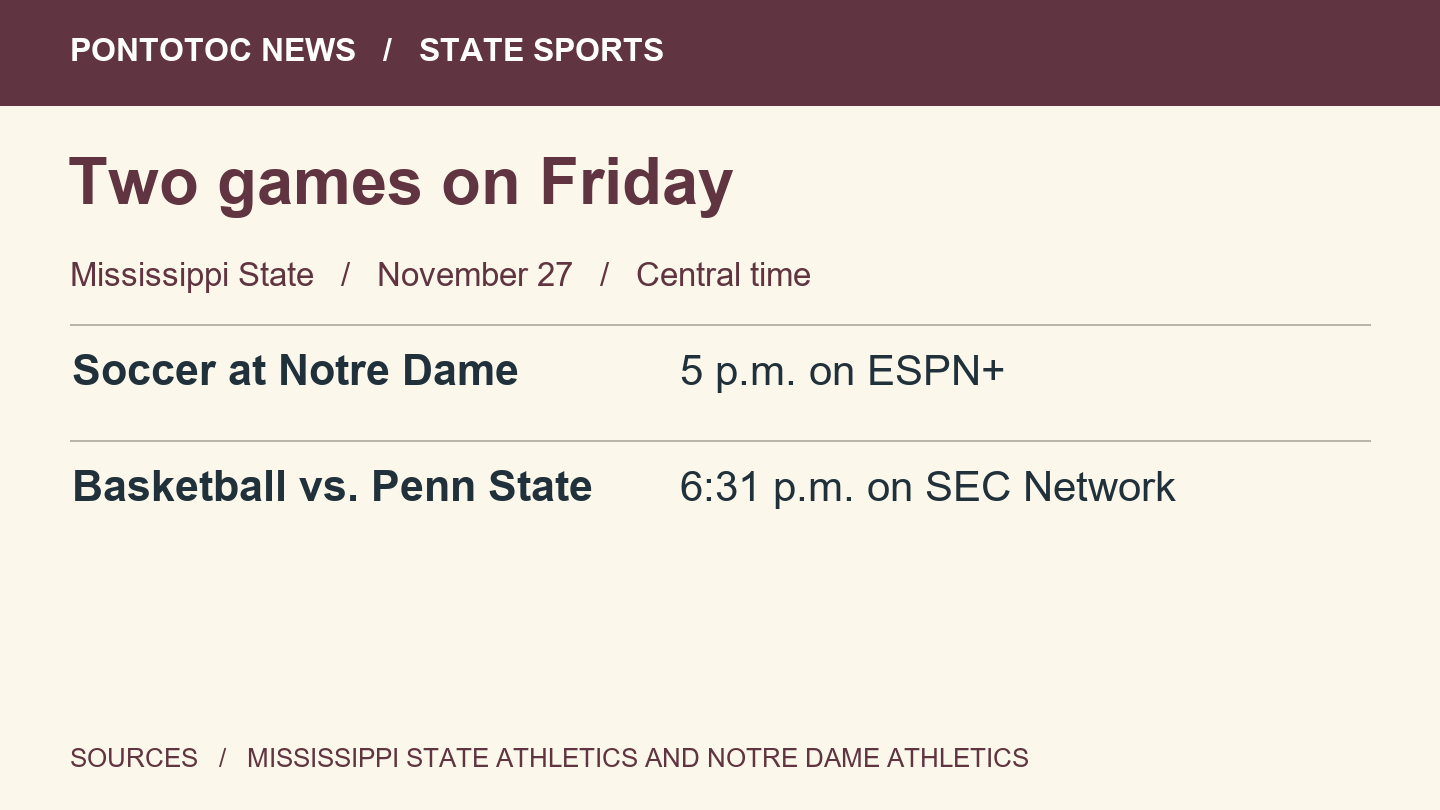 PONTOTOC NEWS / STATE SPORTS
Two games on Friday
Mississippi State / November 27 / Central time
Soccer at Notre Dame 5 p.m. on ESPN+
Basketball vs. Penn State 6:31 p.m. on SEC Network
SOURCES / MISSISSIPPI STATE ATHLETICS AND NOTRE DAME ATHLETICS